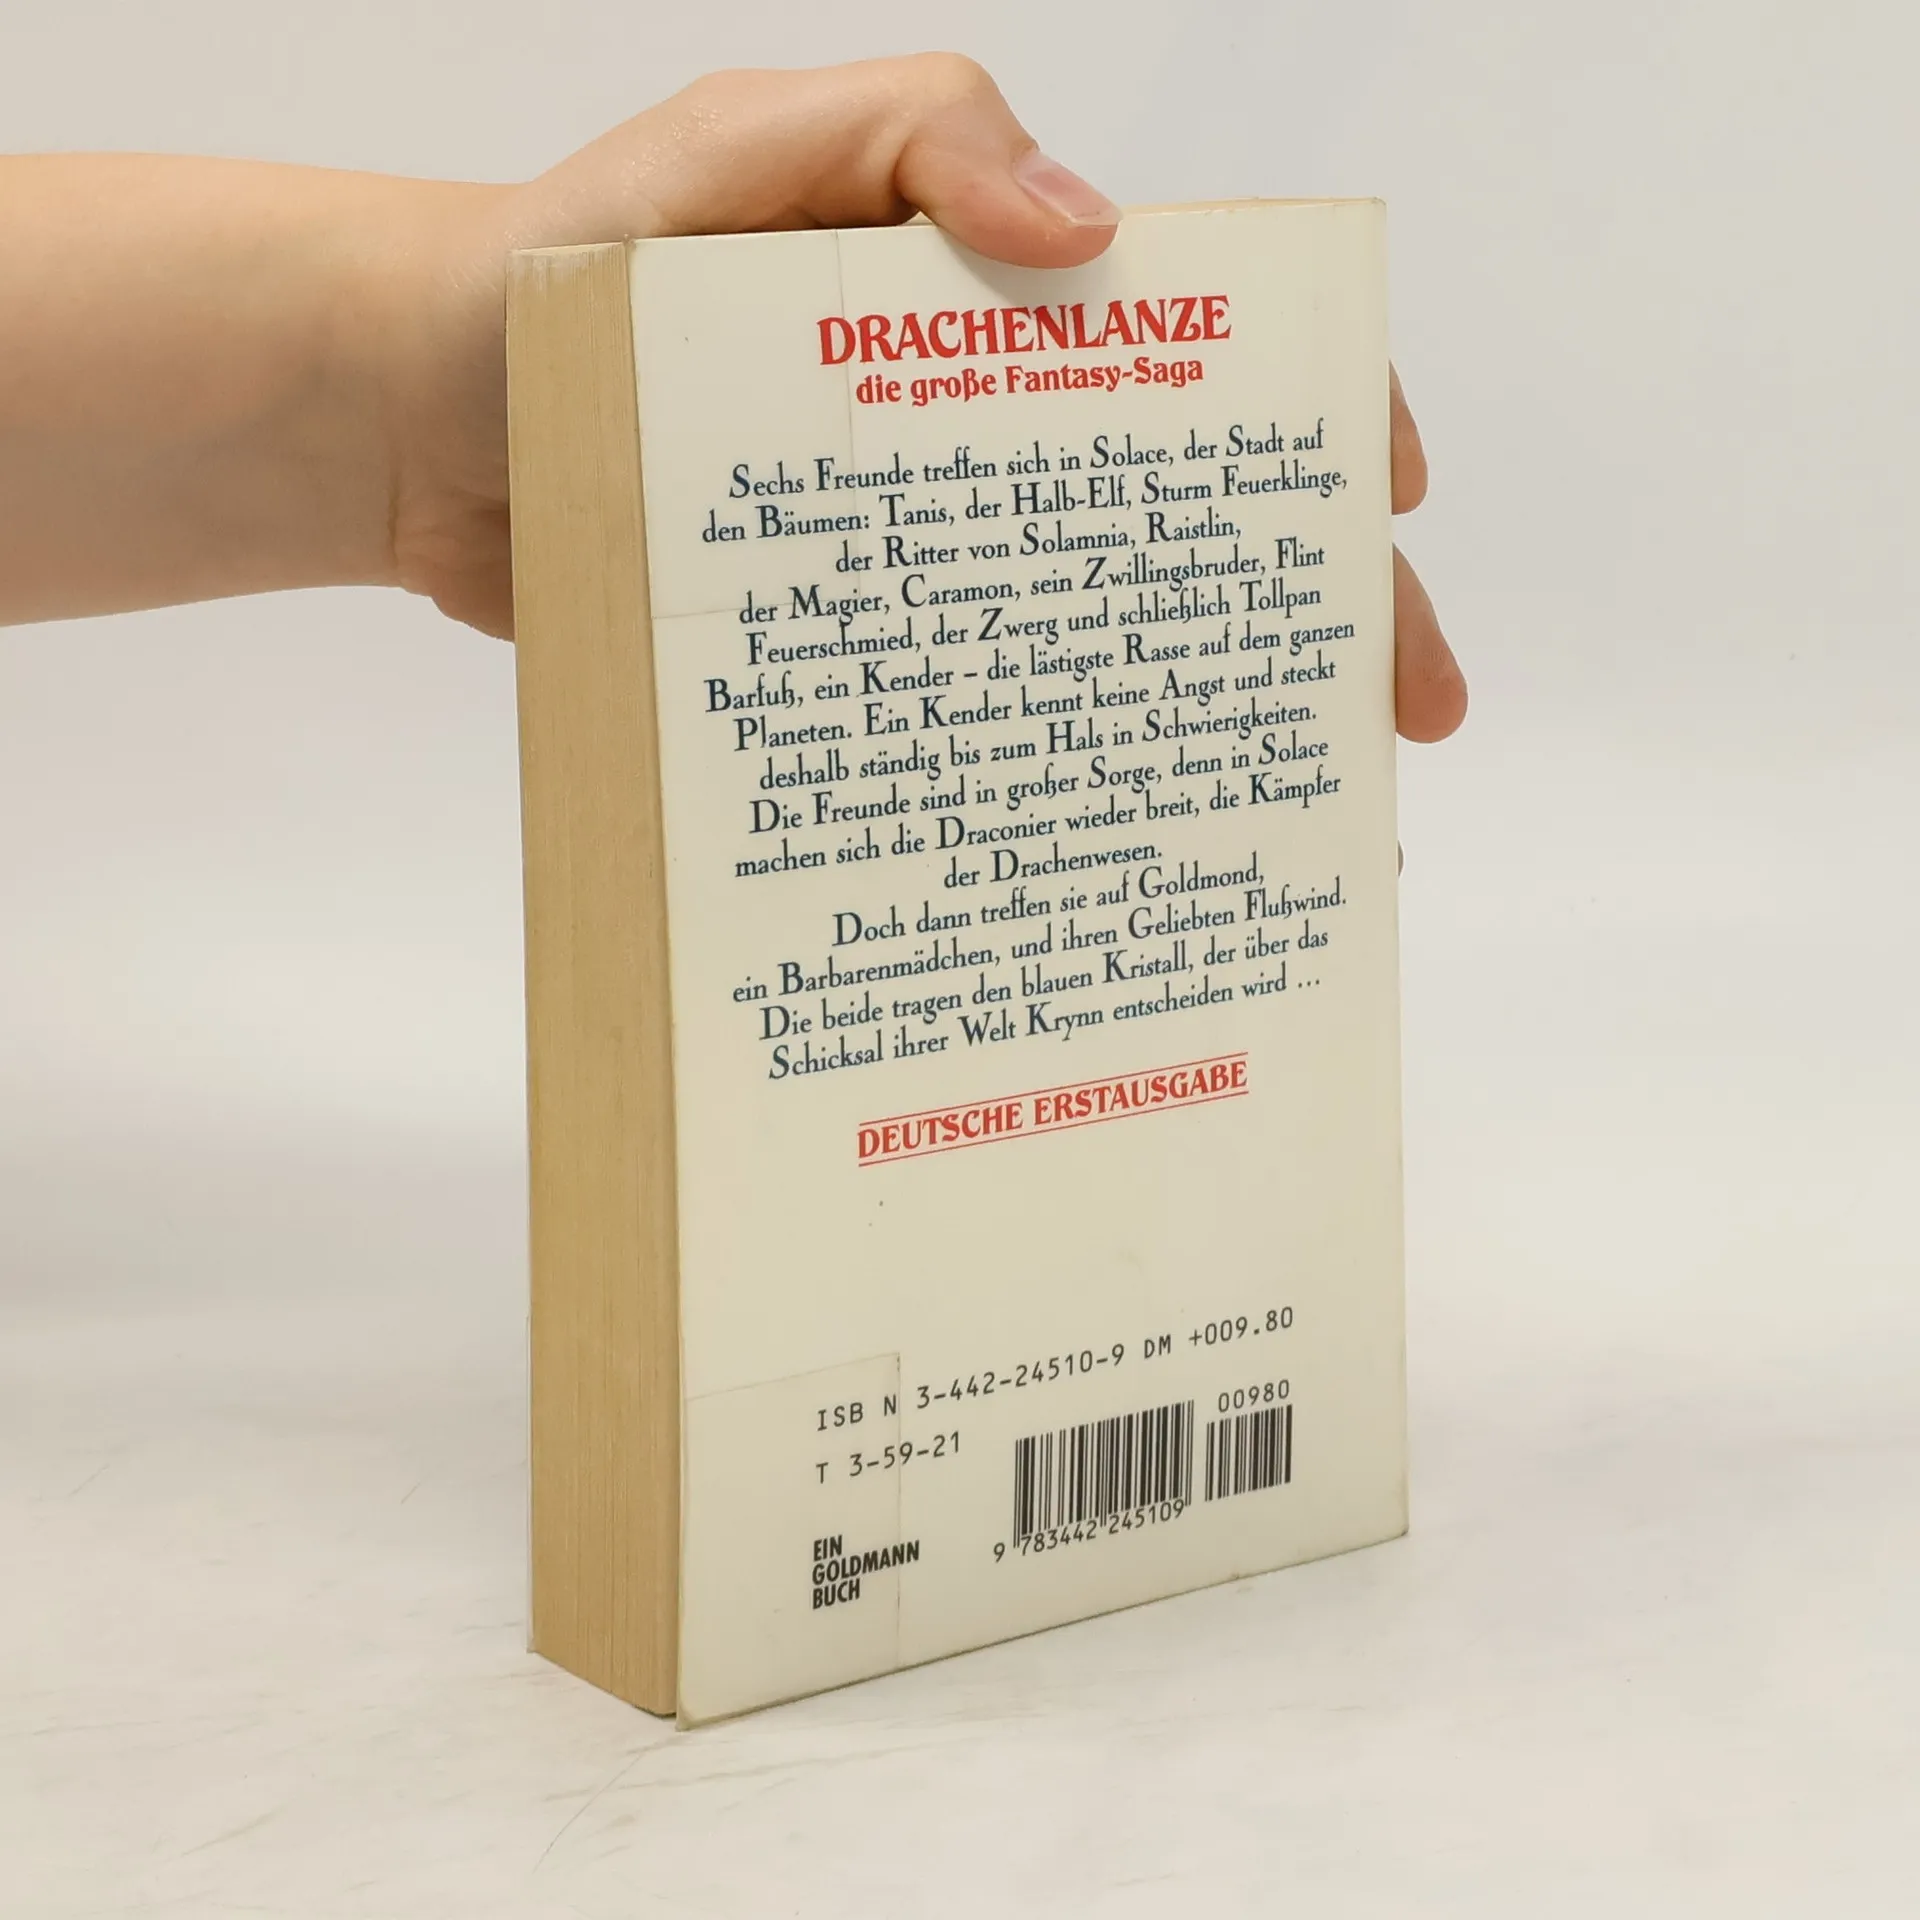 DRACHENLANZE
die große Fantasy-Saga
Sechs Freunde treffen sich in Solace, der Stadt auf
den Bäumen: Tanis, der Halb-Elf, Sturm Feuerklinge,
der Ritter von Solamnia, Raistlin,
der Magier, Caramon, sein Zwillingsbruder, Flint
Feuerschmied, der Zwerg und schließlich Tollpan
Barfuß, ein Kender – die lästigste Rasse auf dem ganzen
Planeten. Ein Kender kennt keine Angst und steckt
deshalb ständig bis zum Hals in Schwierigkeiten.
Die Freunde sind in großer Sorge, denn in Solace
machen sich die Draconier wieder breit, die Kämpfer
der Drachenwesen.
Doch dann treffen sie auf Goldmond,
ein Barbarenmädchen, und ihren Geliebten Flußwind.
Die beide tragen den blauen Kristall, der über das
Schicksal ihrer Welt Krynn entscheiden wird ...
DEUTSCHE ERSTAUSGABE
ISB N 3-442-24510-9 DM +009.80
T 3-59-21
00980
9 783442 245109
EIN
GOLDMANN
BUCH